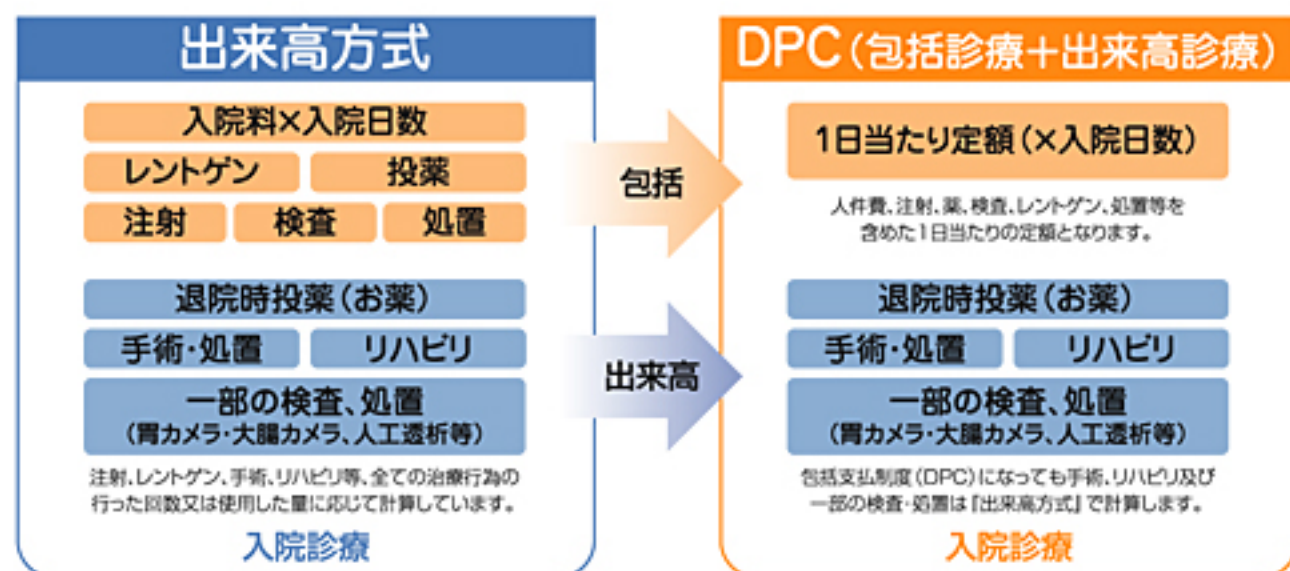 出来高方式
入院料×入院日数
レントゲン
投薬
注射
検査
処置
退院時投薬(お薬)
手術・処置
リハビリ
一部の検査、処置
(胃カメラ・大腸カメラ、人工透析等)
注射、レントゲン、手術、リハビリ等、全ての治療行為の
行った回数又は使用した量に応じて計算しています。
入院診療
包括
出来高
DPC(包括診療+出来高診療)
1日当たり定額(×入院日数)
人件費、注射、薬、検査、レントゲン、処置等を
含めた1日当たりの定額となります。
退院時投薬(お薬)
手術・処置
リハビリ
一部の検査、処置
(胃カメラ・大腸カメラ、人工透析等)
包括支払制度(DPC)になっても手術、リハビリ及び
一部の検査・処置は『出来高方式』で計算します。
入院診療